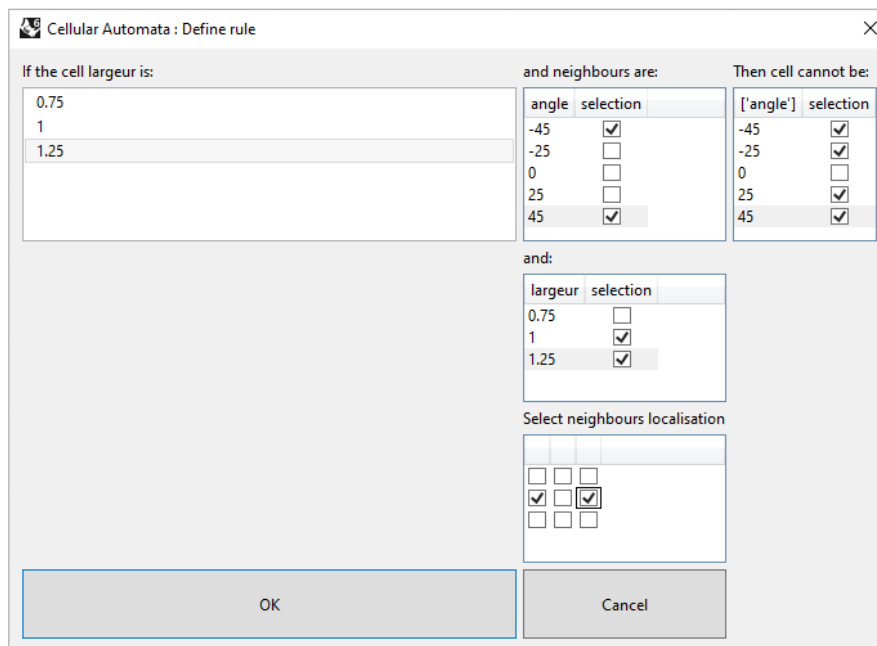 Cellular Automata : Define rule
If the cell largeur is:
0.75
1
1.25
and neighbours are:
angle selection
-45
-25
0
25
45
Then cell cannot be:
['angle'] selection
-45
-25
0
25
45
and:
largeur selection
0.75
1
1.25
Select neighbours localisation
OK
Cancel